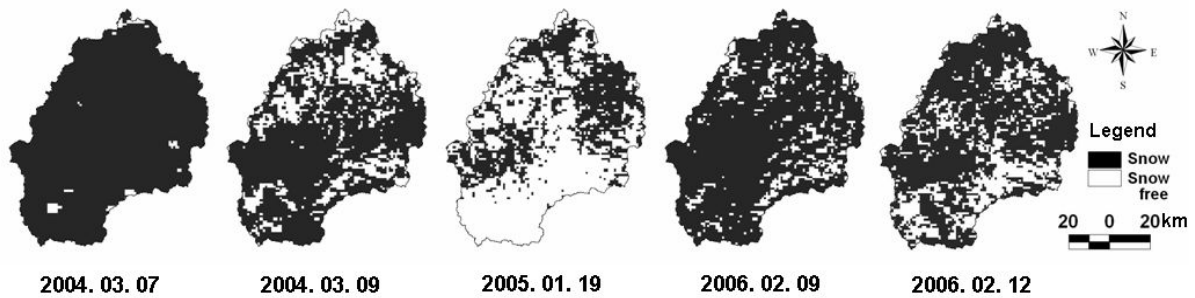 N
W E
S
Legend
Snow
Snow
free
20 0 20km
2004. 03. 07
2004. 03. 09
2005. 01. 19
2006. 02. 09
2006. 02. 12